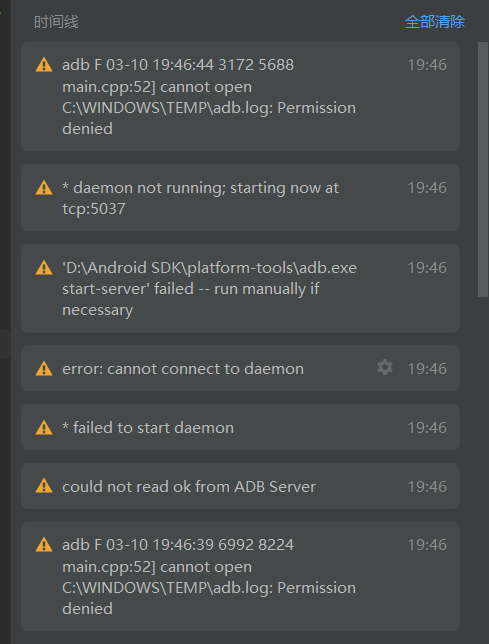 时间线 全部清除
adb F 03-10 19:46:44 3172 5688 19:46
main.cpp:52] cannot open
C:\WINDOWS\TEMP\adb.log: Permission
denied
* daemon not running; starting now at 19:46
tcp:5037
'D:\Android SDK\platform-tools\adb.exe 19:46
start-server' failed -- run manually if
necessary
error: cannot connect to daemon 19:46
* failed to start daemon 19:46
could not read ok from ADB Server 19:46
adb F 03-10 19:46:39 6992 8224 19:46
main.cpp:52] cannot open
C:\WINDOWS\TEMP\adb.log: Permission
denied